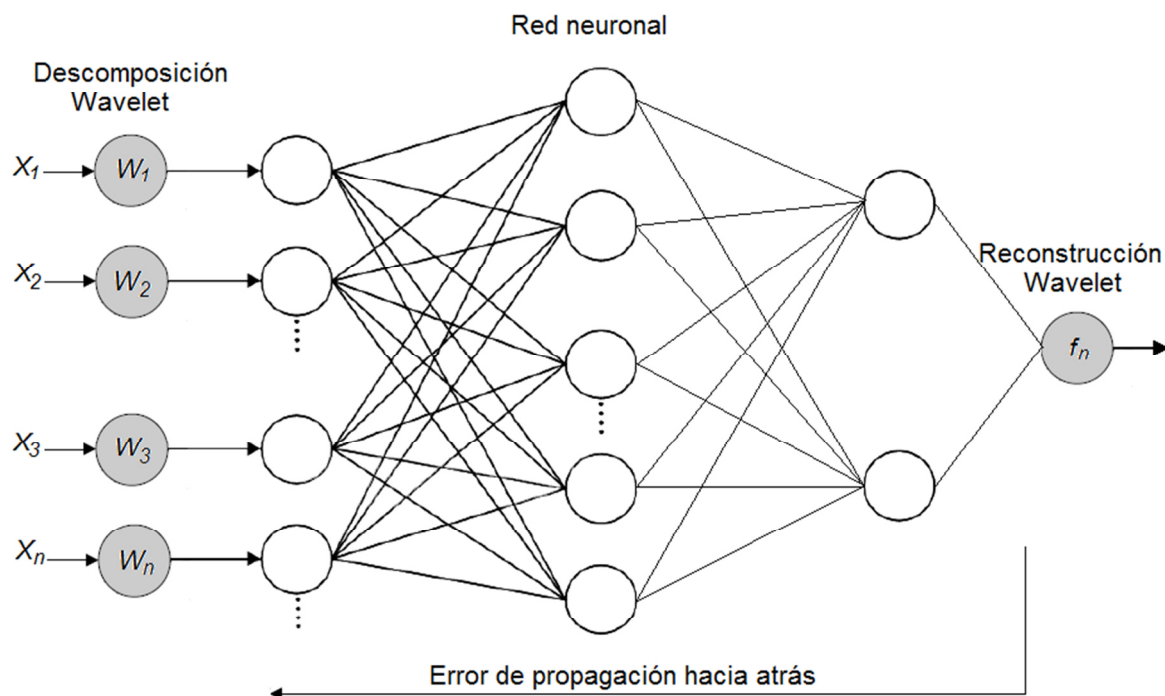 Red neuronal
Descomposición
Wavelet
X1
W1
X2
W2
Reconstrucción
Wavelet
fn
X3
W3
Xn
Wn
Error de propagación hacia atrás